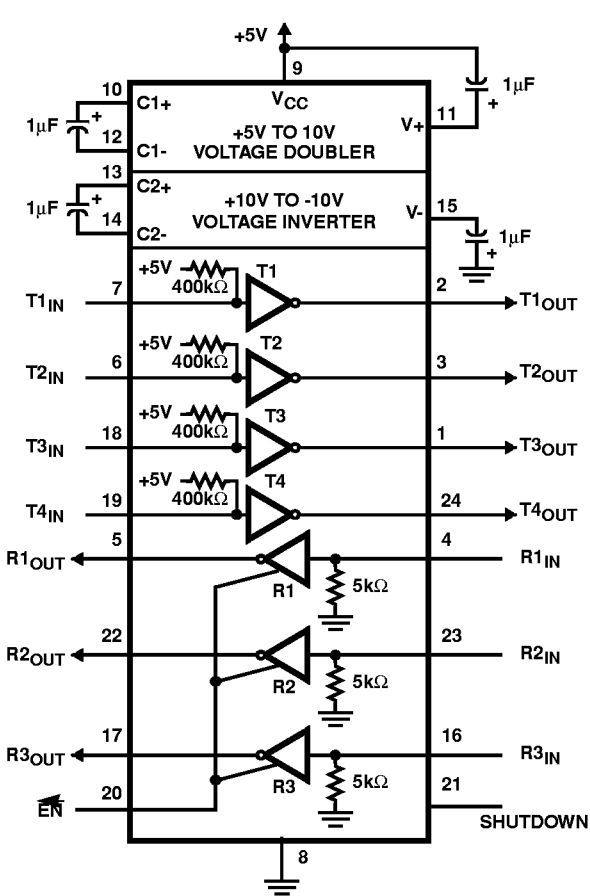 +5V
9
10
C1+
VCC
1μF
+
+
1μF
11
V+
+5V TO 10V
VOLTAGE DOUBLER
12
C1-
13
C2+
1μF
+
+10V TO -10V
VOLTAGE INVERTER
V-
15
14
C2-
1μF
+
+5V
400kΩ
T1
T1IN
7
2
T1OUT
+5V
400kΩ
T2
T2IN
6
3
T2OUT
+5V
400kΩ
T3
T3IN
18
1
T3OUT
+5V
400kΩ
T4
T4IN
19
24
T4OUT
R1OUT
5
4
R1IN
R1
5kΩ
R2OUT
22
23
R2IN
R2
5kΩ
R3OUT
17
16
R3IN
R3
5kΩ
20
EN
21
SHUTDOWN
8